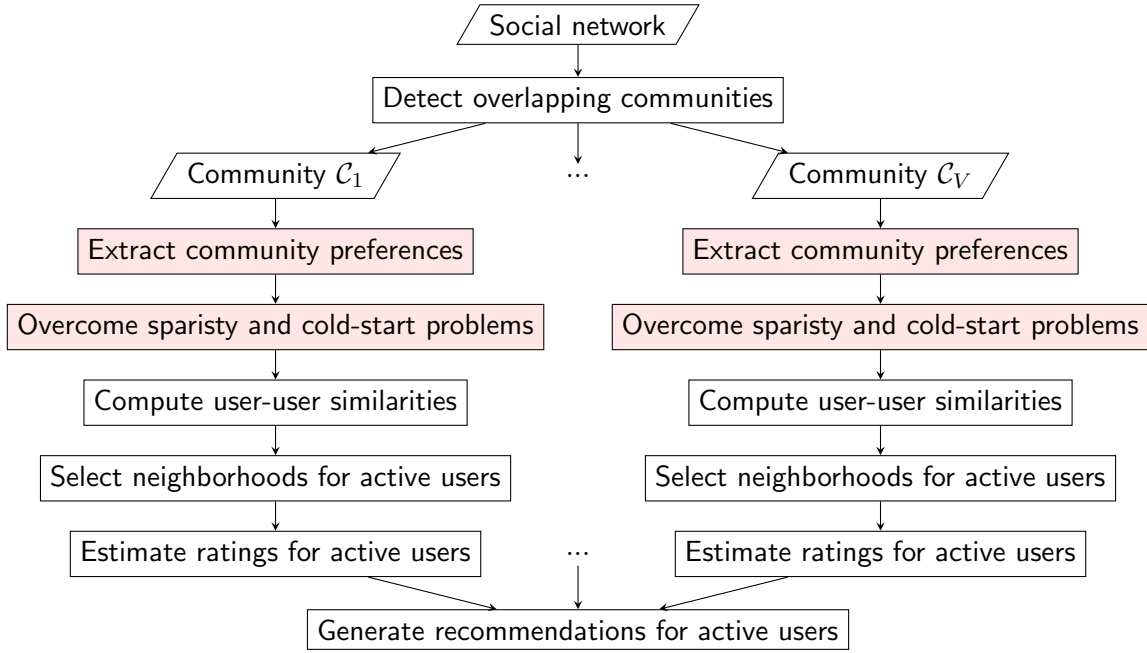 Social network
Detect overlapping communities
Community C₁ ... Community C_V
Extract community preferences Extract community preferences
Overcome sparisty and cold-start problems Overcome sparisty and cold-start problems
Compute user-user similarities Compute user-user similarities
Select neighborhoods for active users Select neighborhoods for active users
Estimate ratings for active users ... Estimate ratings for active users
Generate recommendations for active users